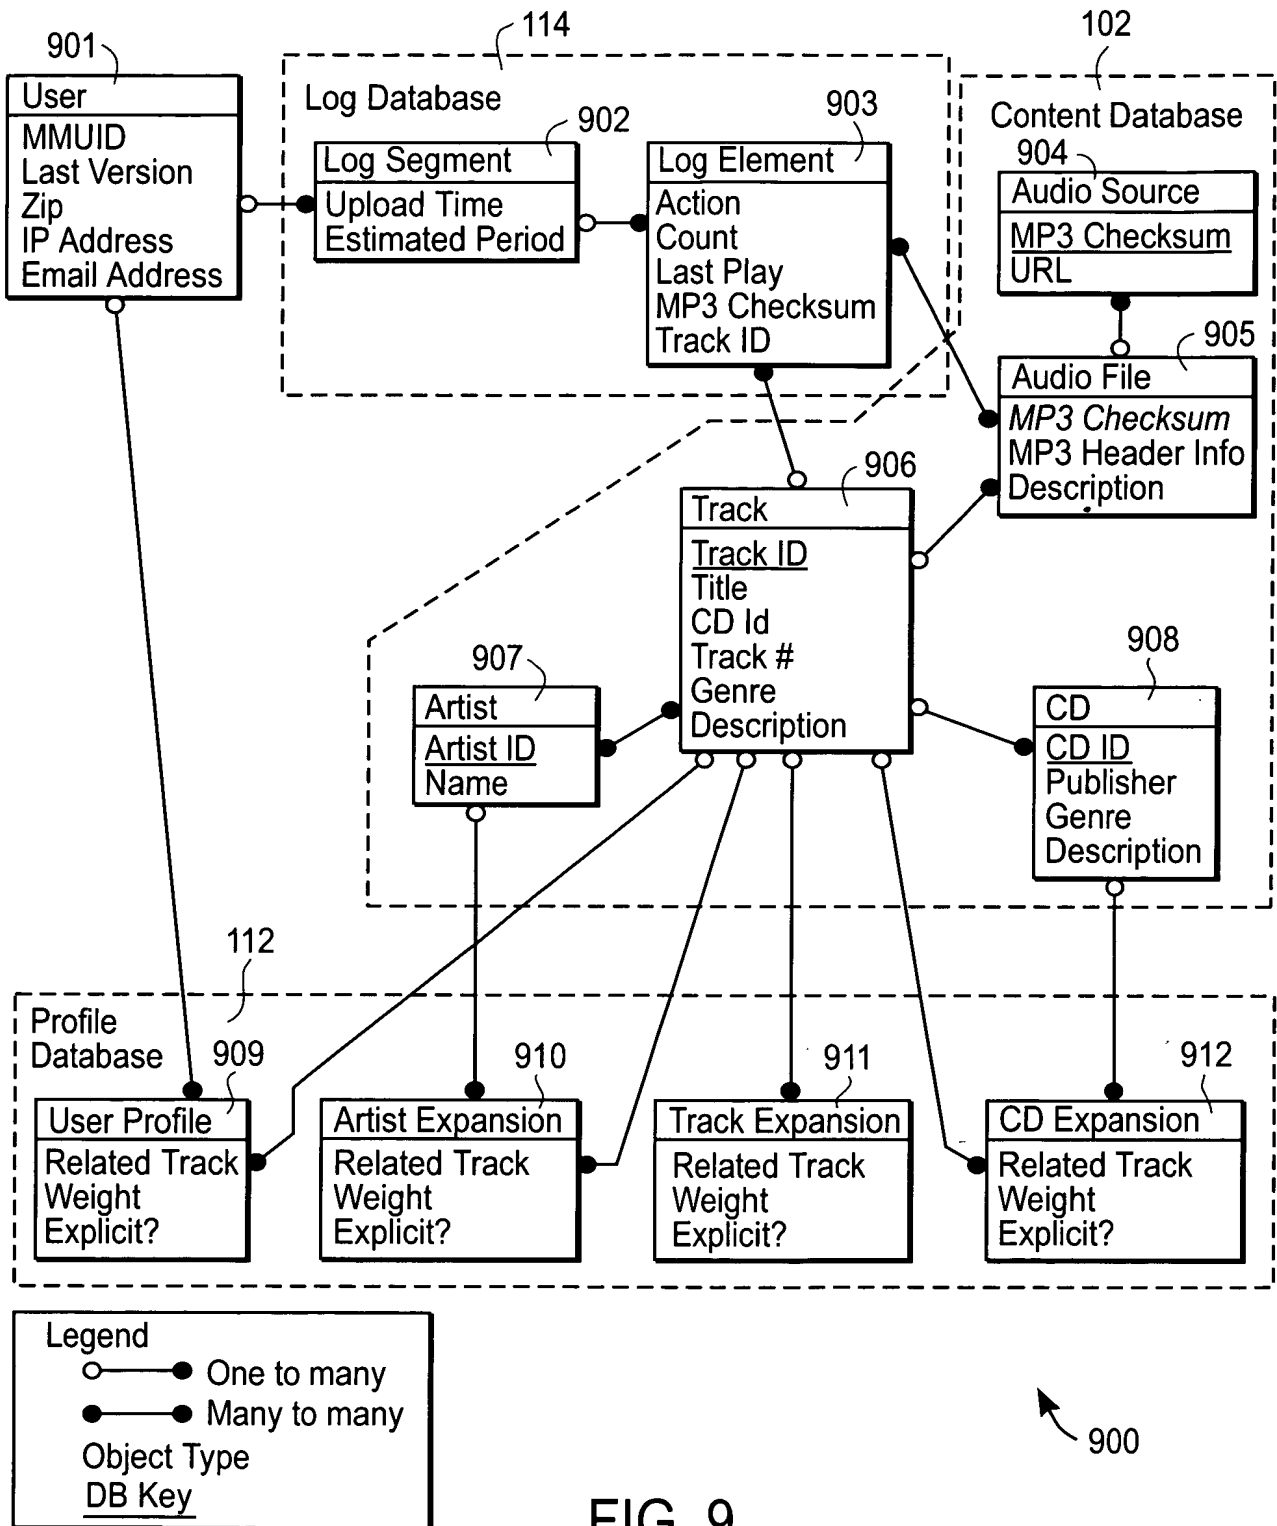 114
102
901
User
MMUID
Last Version
Zip
IP Address
Email Address
Log Database
902
Log Segment
Upload Time
Estimated Period
903
Log Element
Action
Count
Last Play
MP3 Checksum
Track ID
Content Database
904
Audio Source
MP3 Checksum
URL
905
Audio File
MP3 Checksum
MP3 Header Info
Description
906
Track
Track ID
Title
CD Id
Track #
Genre
Description
907
Artist
Artist ID
Name
908
CD
CD ID
Publisher
Genre
Description
112
Profile
Database
909
User Profile
Related Track
Weight
Explicit?
910
Artist Expansion
Related Track
Weight
Explicit?
911
Track Expansion
Related Track
Weight
Explicit?
912
CD Expansion
Related Track
Weight
Explicit?
Legend
One to many
Many to many
Object Type
DB Key
900
FIG. 9